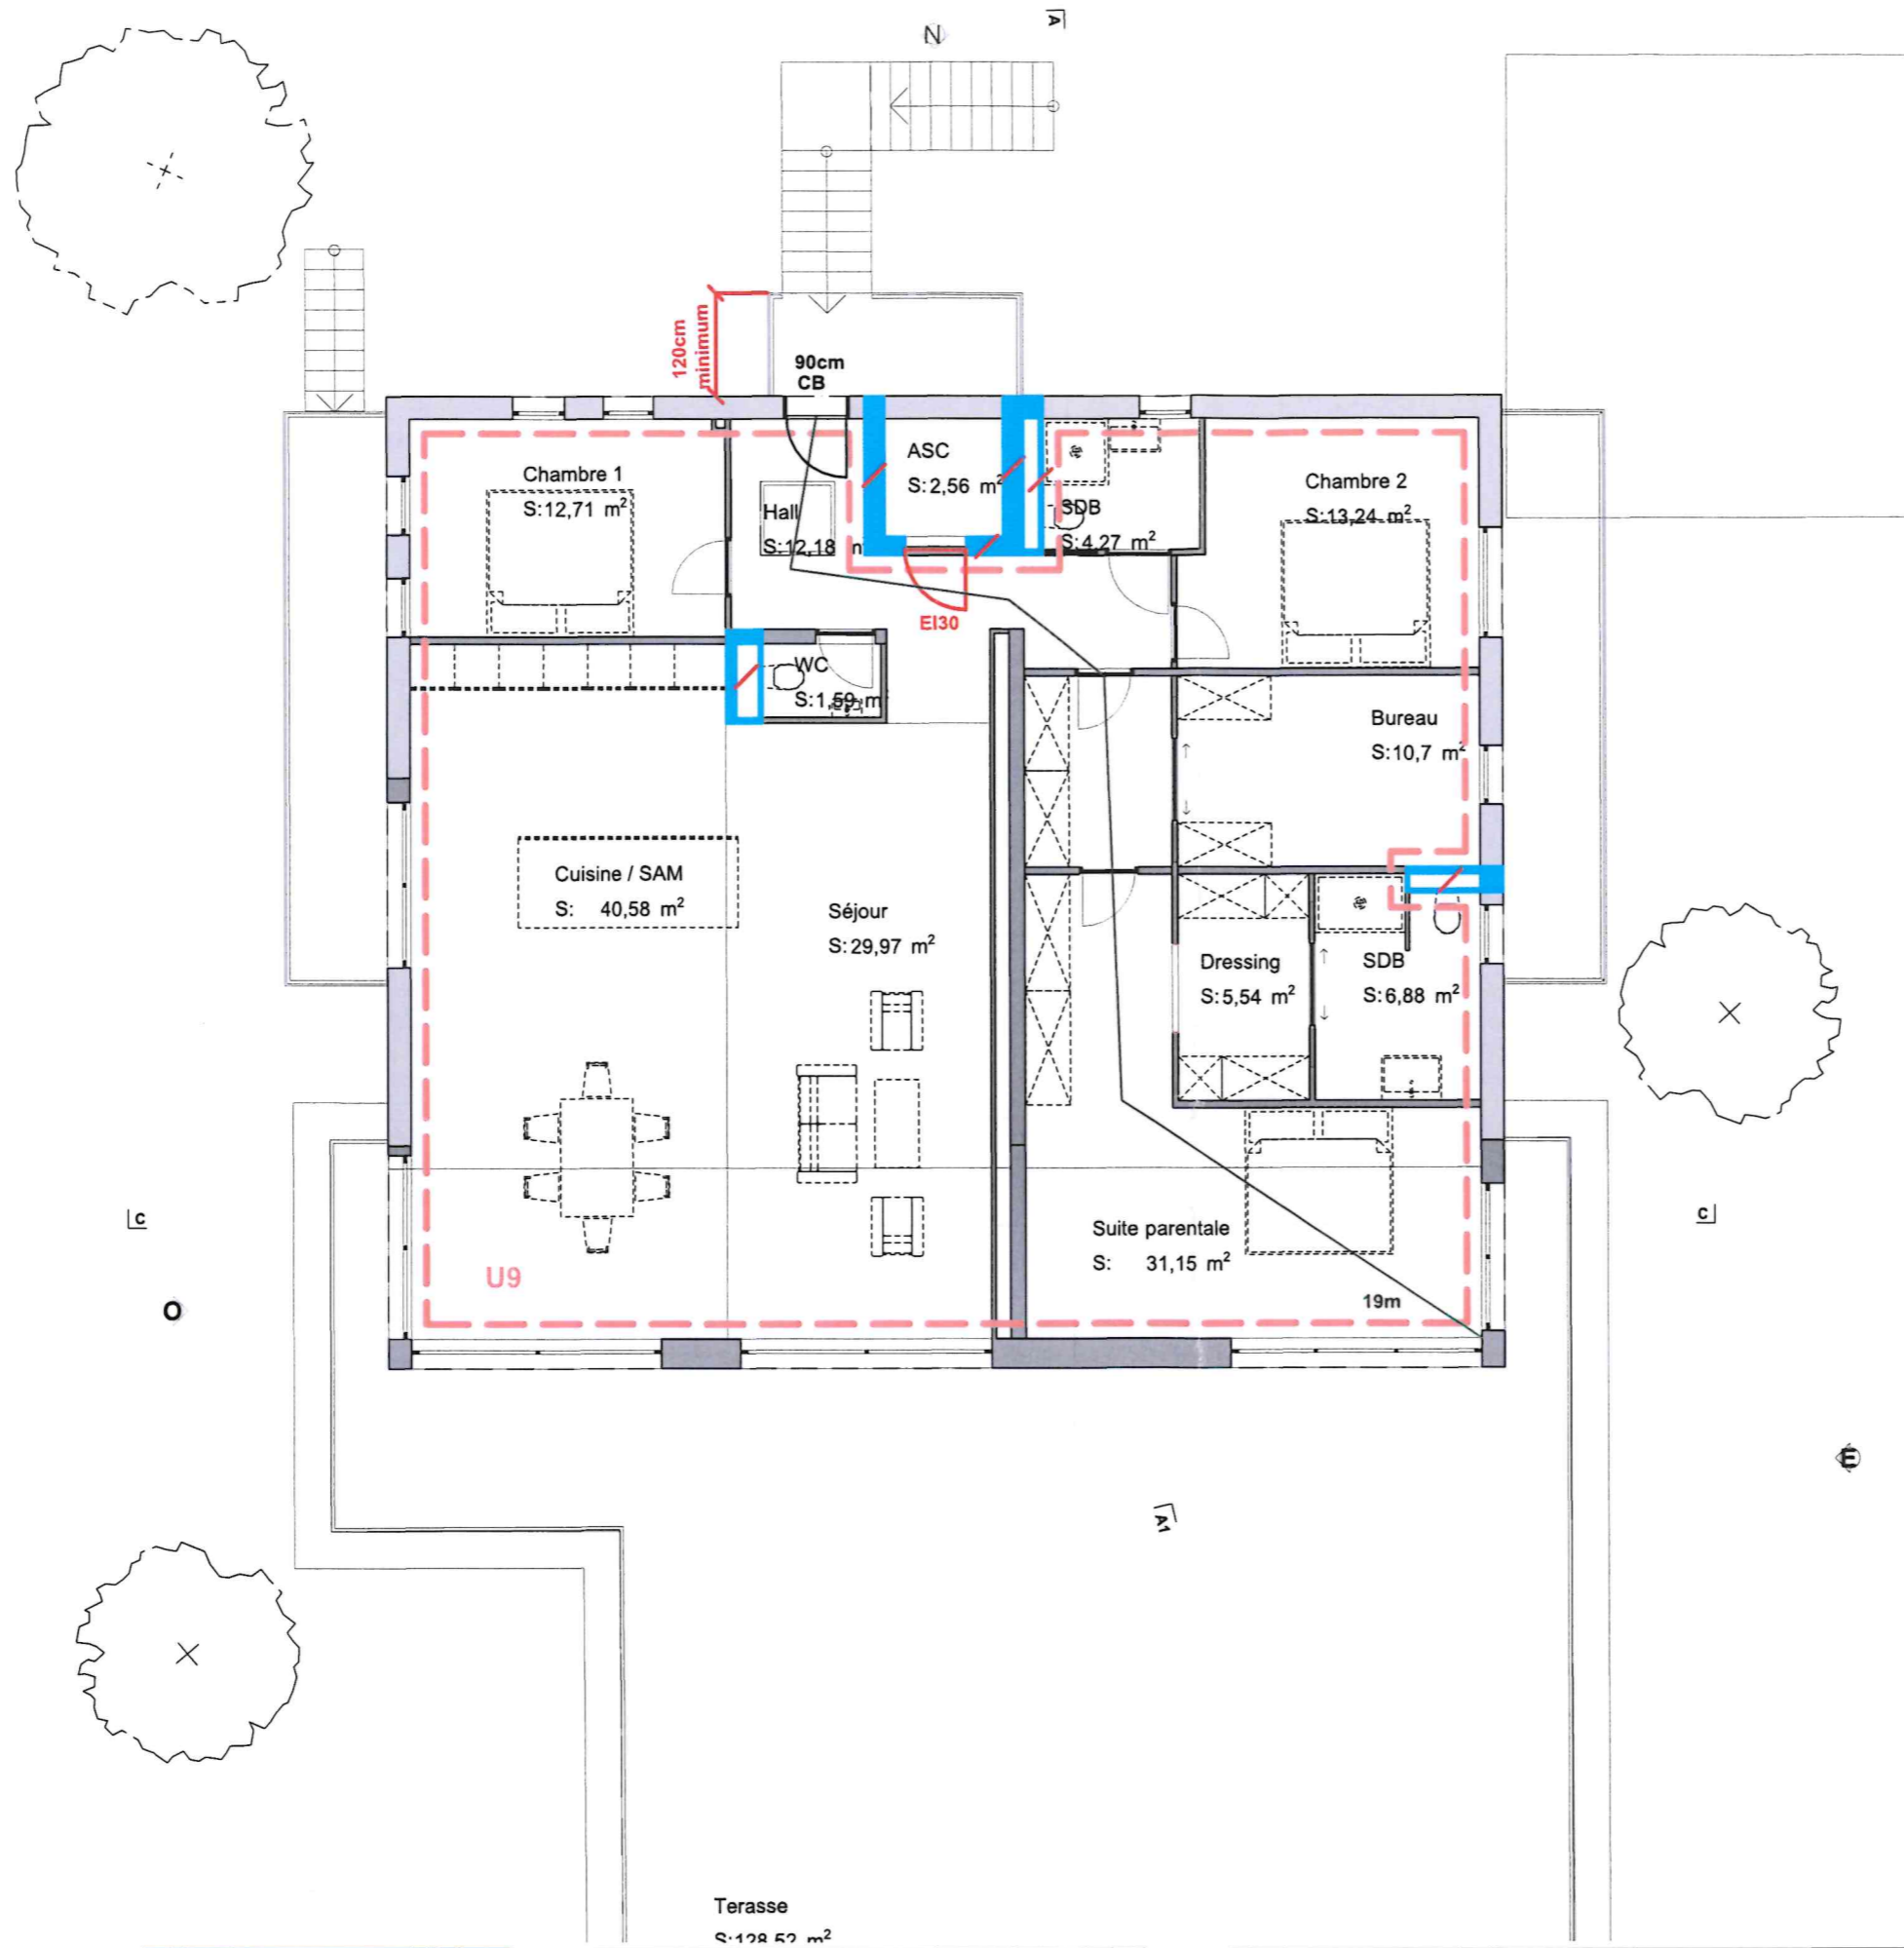 A
N
120cm
minimum
90cm
CB
Chambre 1
S:12,71 m²
ASC
S:2,56 m²
Hall
S:12,18 m²
SDB
S:4,27 m²
Chambre 2
S:13,24 m²
EI30
WC
S:1,59 m
Bureau
S:10,7 m²
Cuisine / SAM
S: 40,58 m²
Séjour
S:29,97 m²
Dressing
S:5,54 m²
SDB
S:6,88 m²
C
C
Suite parentale
S: 31,15 m²
U9
19m
O
E
A1
Terasse
S:128,52 m²